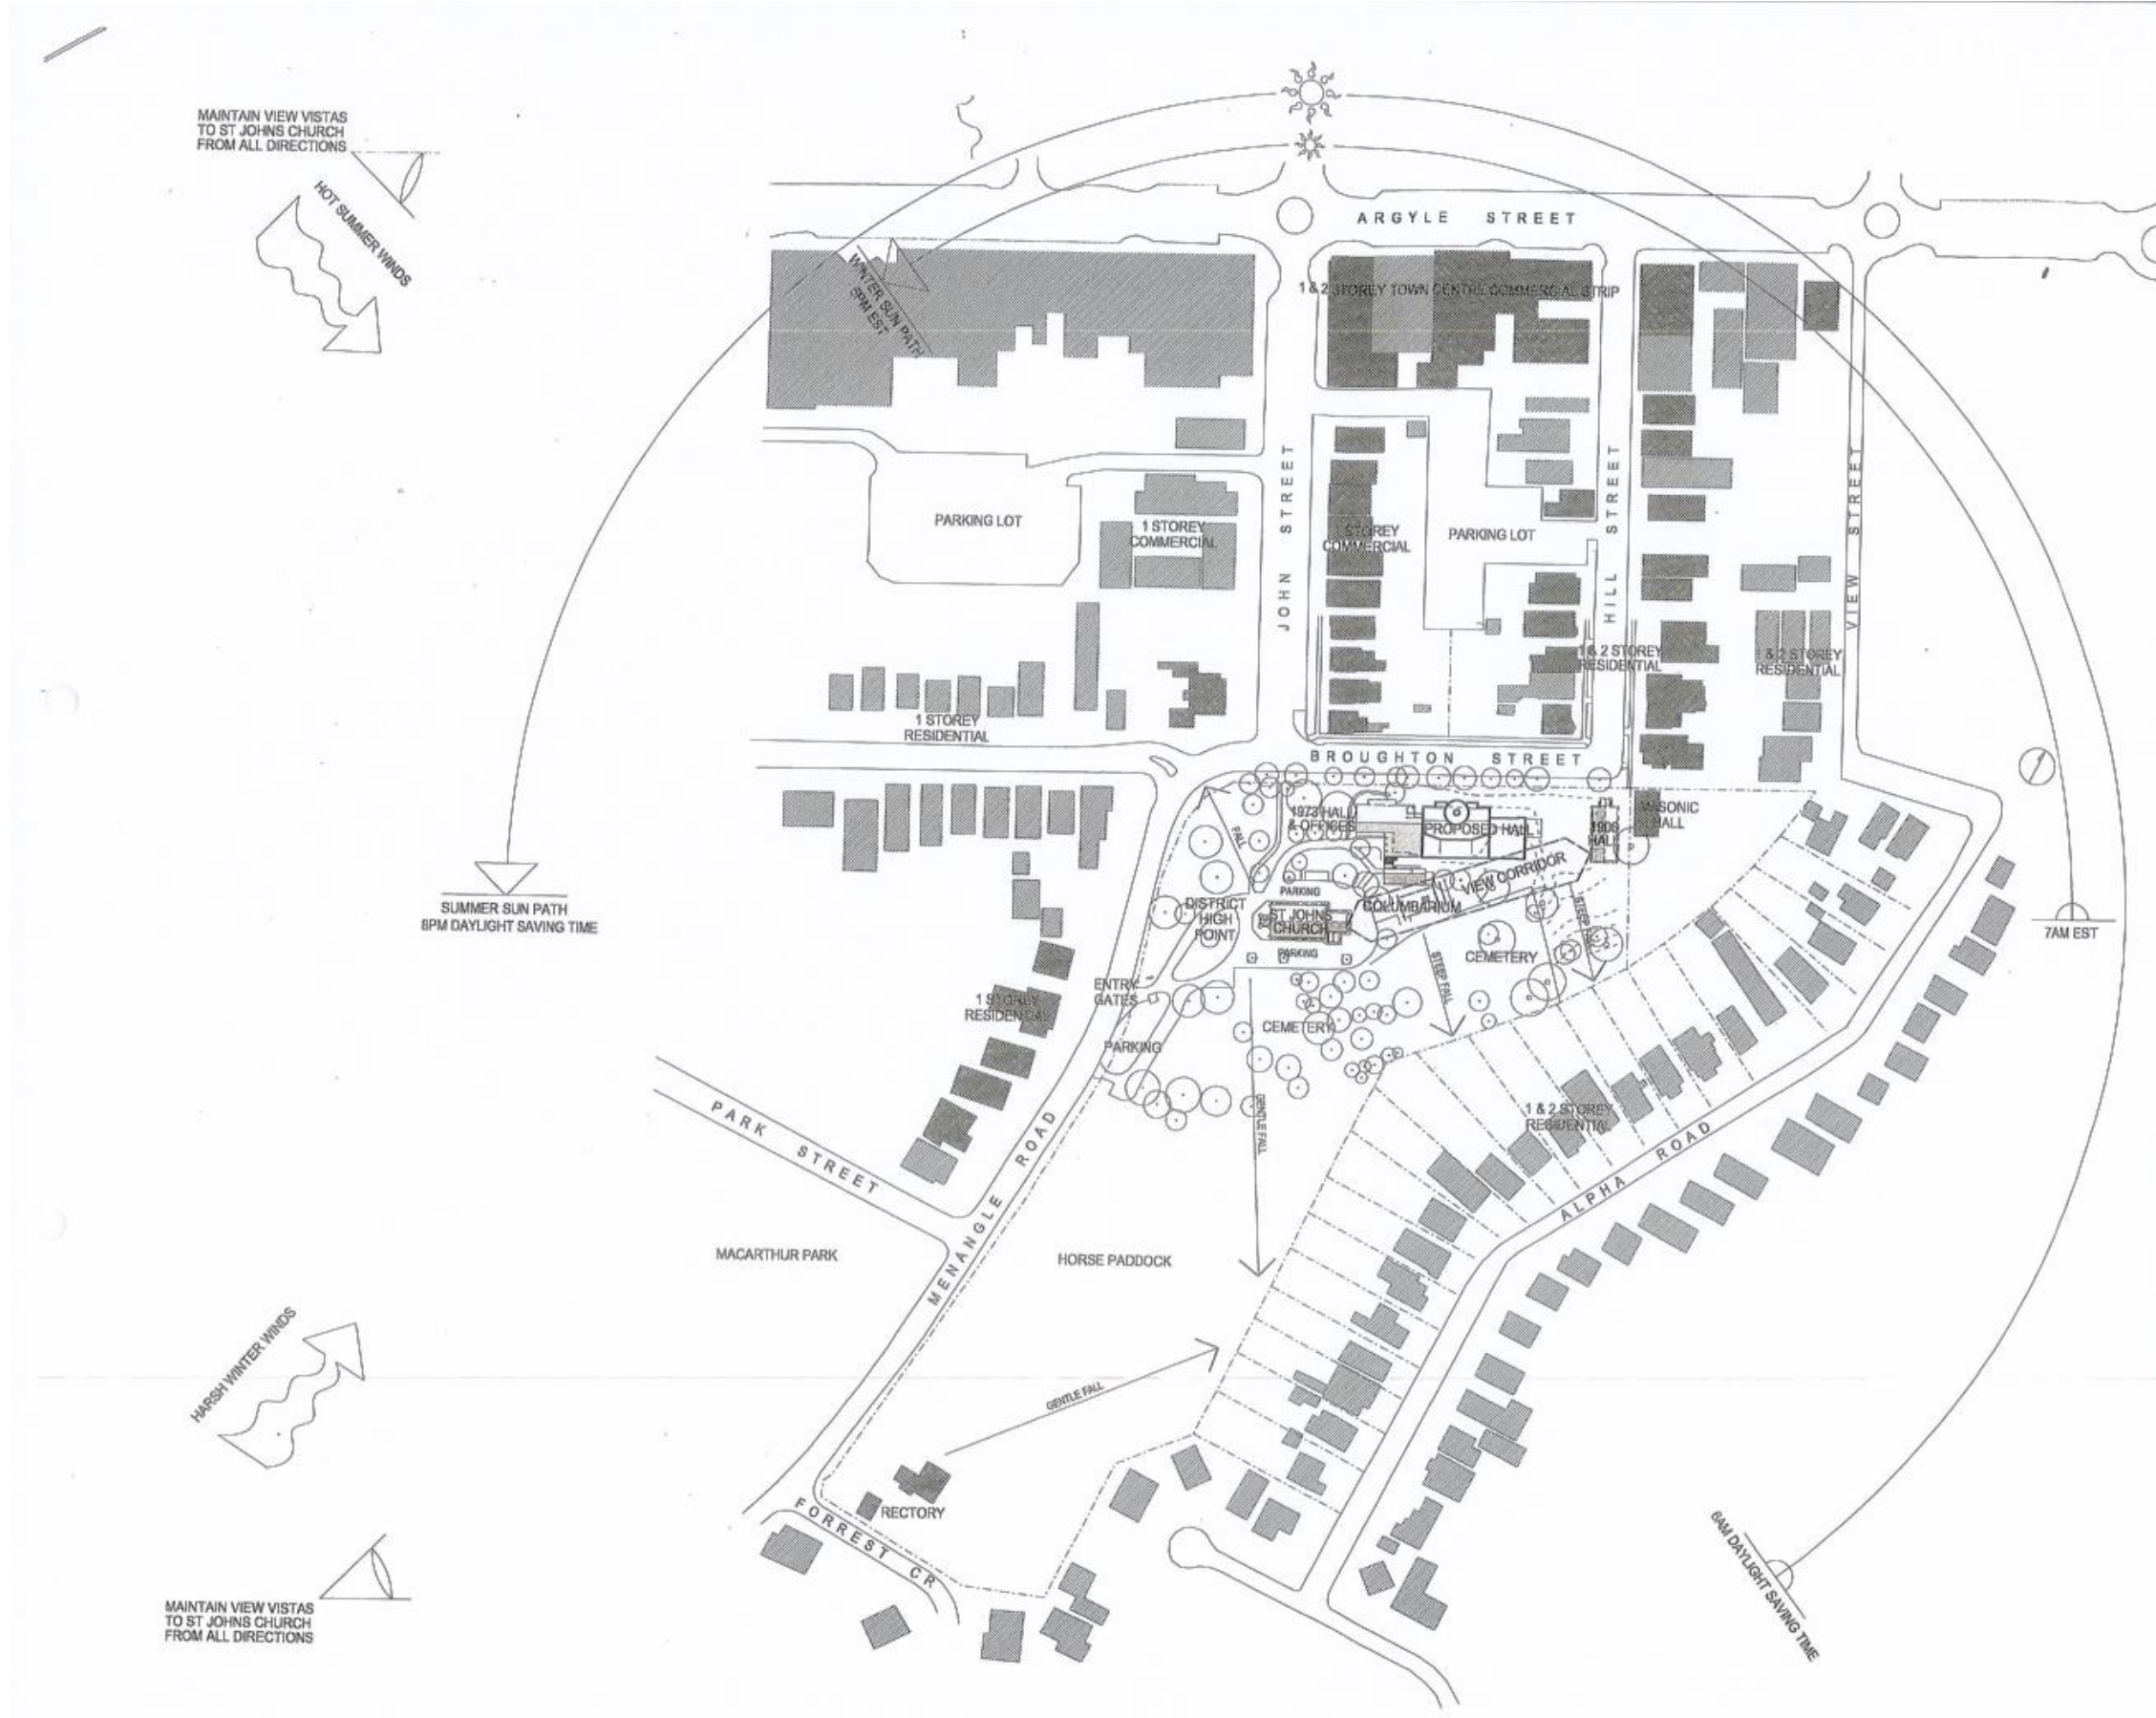 MAINTAIN VIEW VISTAS
TO ST JOHNS CHURCH
FROM ALL DIRECTIONS
HOT SUMMER WINDS
ARGYLE STREET
WINTER SUN PATH
5PM EST
1 & 2 STOREY TOWN CENTRE COMMERCIAL STRIP
JOHN STREET
HILL STREET
VIEW STREET
PARKING LOT
1 STOREY
COMMERCIAL
1 STOREY
COMMERCIAL
PARKING LOT
1 & 2 STOREY
RESIDENTIAL
1 & 2 STOREY
RESIDENTIAL
1 STOREY
RESIDENTIAL
BROUGHTON STREET
1973 HALL
& OFFICES
PROPOSED HALL
1906
HALL
MASONIC
HALL
FALL
VIEW CORRIDOR
PARKING
COLUMBARIUM
DISTRICT
HIGH
POINT
ST JOHNS
CHURCH
PARKING
STEEP FALL
STEEP FALL
CEMETERY
SUMMER SUN PATH
8PM DAYLIGHT SAVING TIME
7AM EST
ENTRY
GATES
1 STOREY
RESIDENTIAL
CEMETERY
PARKING
GENTLE FALL
1 & 2 STOREY
RESIDENTIAL
PARK STREET
MENANGLE ROAD
ALPHA ROAD
MACARTHUR PARK
HORSE PADDOCK
HARSH WINTER WINDS
GENTLE FALL
RECTORY
FORREST CR
6AM DAYLIGHT SAVING TIME
MAINTAIN VIEW VISTAS
TO ST JOHNS CHURCH
FROM ALL DIRECTIONS